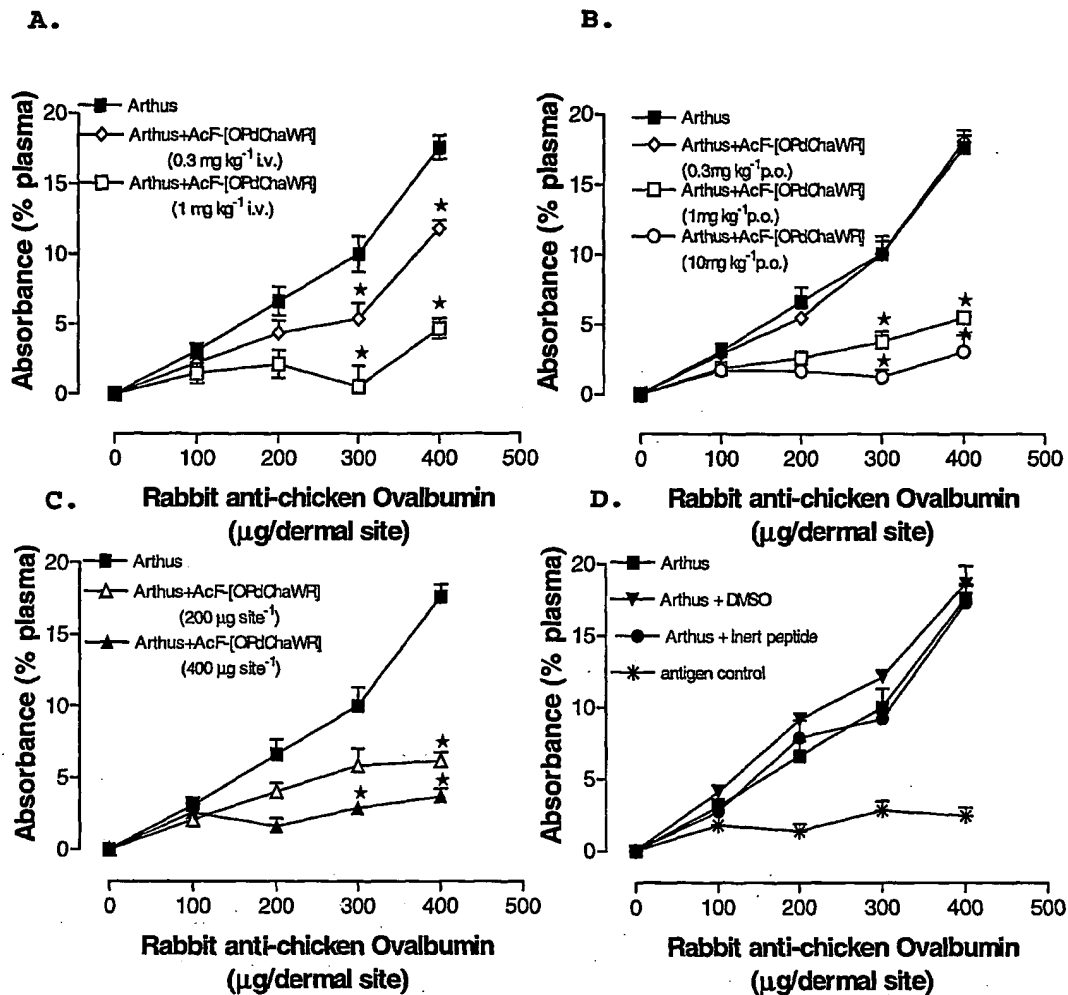 A.
Absorbance (% plasma)
20
15
10
5
0
Arthus
Arthus+AcF-[OPdChaWR]
(0.3 mg kg-1 i.v.)
Arthus+AcF-[OPdChaWR]
(1 mg kg-1 i.v.)
★
★
★
★
0 100 200 300 400 500
Rabbit anti-chicken Ovalbumin
(μg/dermal site)
B.
Absorbance (% plasma)
20
15
10
5
0
Arthus
Arthus+AcF-[OPdChaWR]
(0.3mg kg-1p.o.)
Arthus+AcF-[OPdChaWR]
(1mg kg-1p.o.)
Arthus+AcF-[OPdChaWR]
(10mg kg-1p.o.)
★
★
★
★
0 100 200 300 400 500
Rabbit anti-chicken Ovalbumin
(μg/dermal site)
C.
Absorbance (% plasma)
20
15
10
5
0
Arthus
Arthus+AcF-[OPdChaWR]
(200 μg site-1)
Arthus+AcF-[OPdChaWR]
(400 μg site-1)
★
★
★
0 100 200 300 400 500
Rabbit anti-chicken Ovalbumin
(μg/dermal site)
D.
Absorbance (% plasma)
20
15
10
5
0
Arthus
Arthus + DMSO
Arthus + Inert peptide
antigen control
0 100 200 300 400 500
Rabbit anti-chicken Ovalbumin
(μg/dermal site)